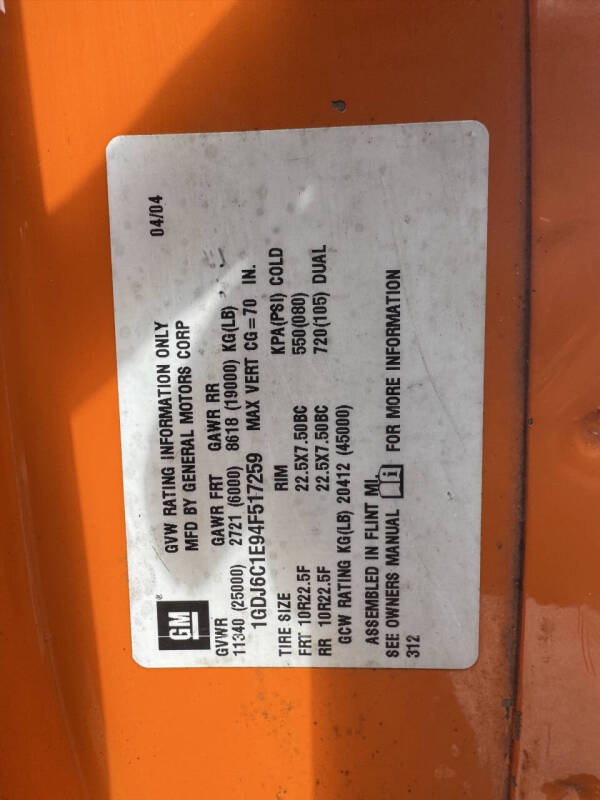 GM®
GVW RATING INFORMATION ONLY
MFD BY GENERAL MOTORS CORP 04/04
GVWR GAWR FRT GAWR RR
11340 (25000) 2721 (6000) 8618 (19000) KG(LB)
1GDJ6C1E94F517259 MAX VERT CG=70 IN.
TIRE SIZE RIM KPA(PSI) COLD
FRT 10R22.5F 22.5X7.50BC 550(080)
RR 10R22.5F 22.5X7.50BC 720(105) DUAL
GCW RATING KG(LB) 20412 (45000)
ASSEMBLED IN FLINT MI.
SEE OWNERS MANUAL i FOR MORE INFORMATION
312